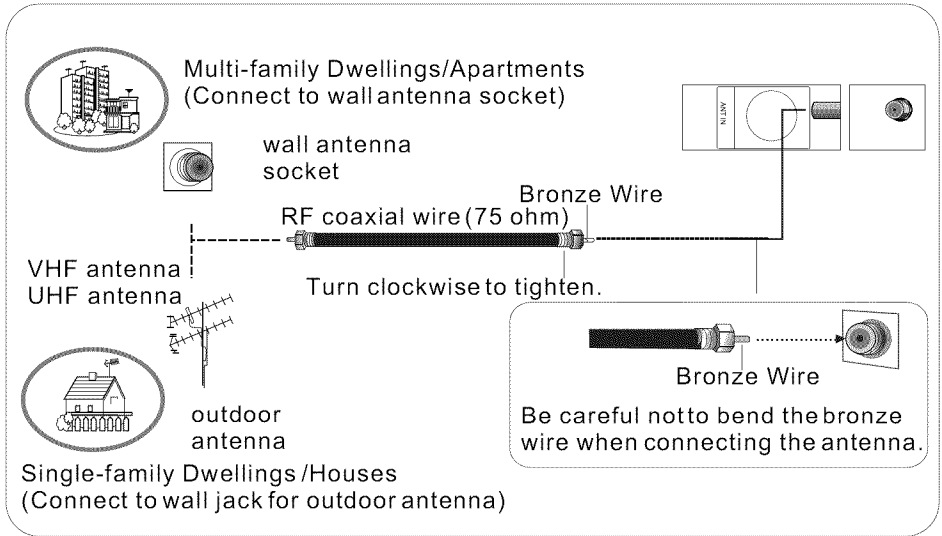 Multi-family Dwellings/Apartments
(Connect to wall antenna socket)
ANT IN
wall antenna
socket
Bronze Wire
RF coaxial wire (75 ohm)
VHF antenna
UHF antenna
Turn clockwise to tighten.
Bronze Wire
outdoor
antenna
Be careful not to bend the bronze
wire when connecting the antenna.
Single-family Dwellings /Houses
(Connect to wall jack for outdoor antenna)